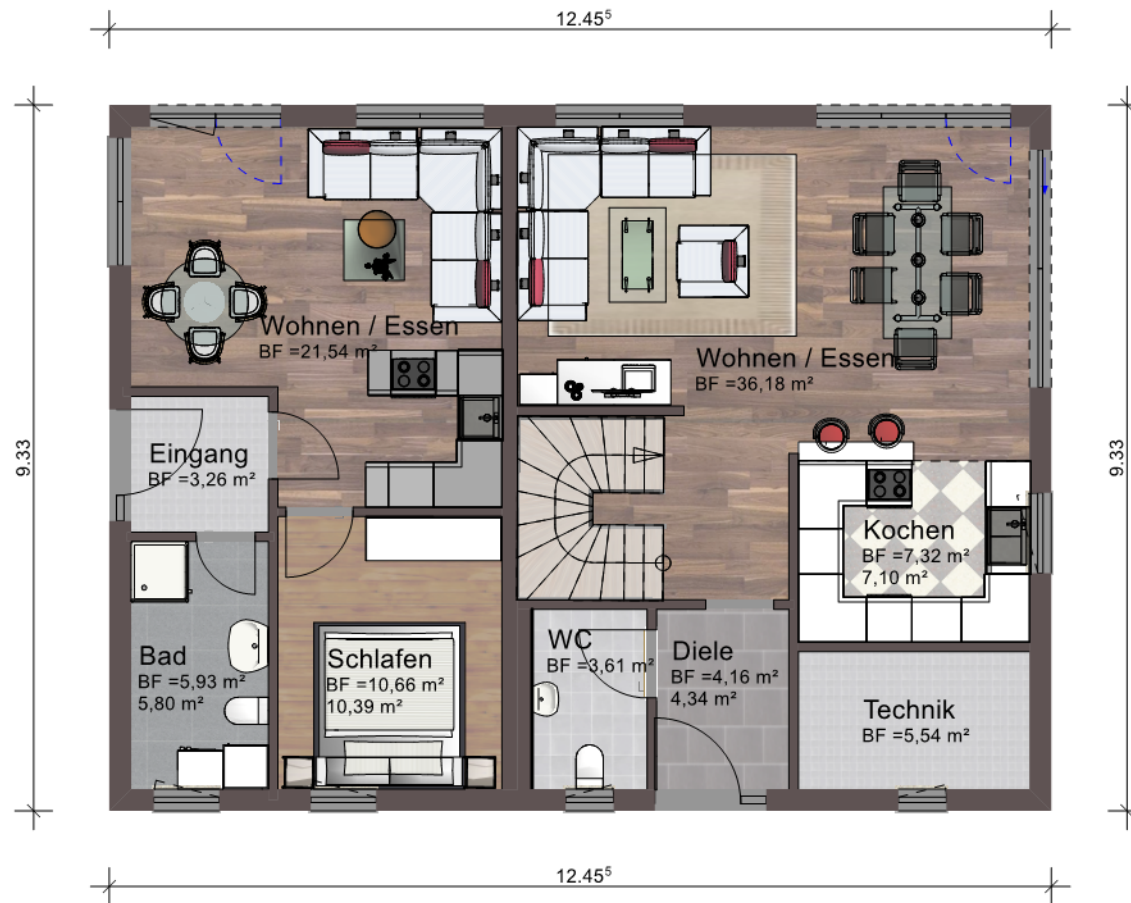 12.45⁵
9.33
9.33
Wohnen / Essen
BF =21,54 m²
Wohnen / Essen
BF =36,18 m²
Eingang
BF =3,26 m²
Kochen
BF =7,32 m²
7,10 m²
Bad
BF =5,93 m²
5,80 m²
Schlafen
BF =10,66 m²
10,39 m²
WC
BF =3,61 m²
Diele
BF =4,16 m²
4,34 m²
Technik
BF =5,54 m²
12.45⁵